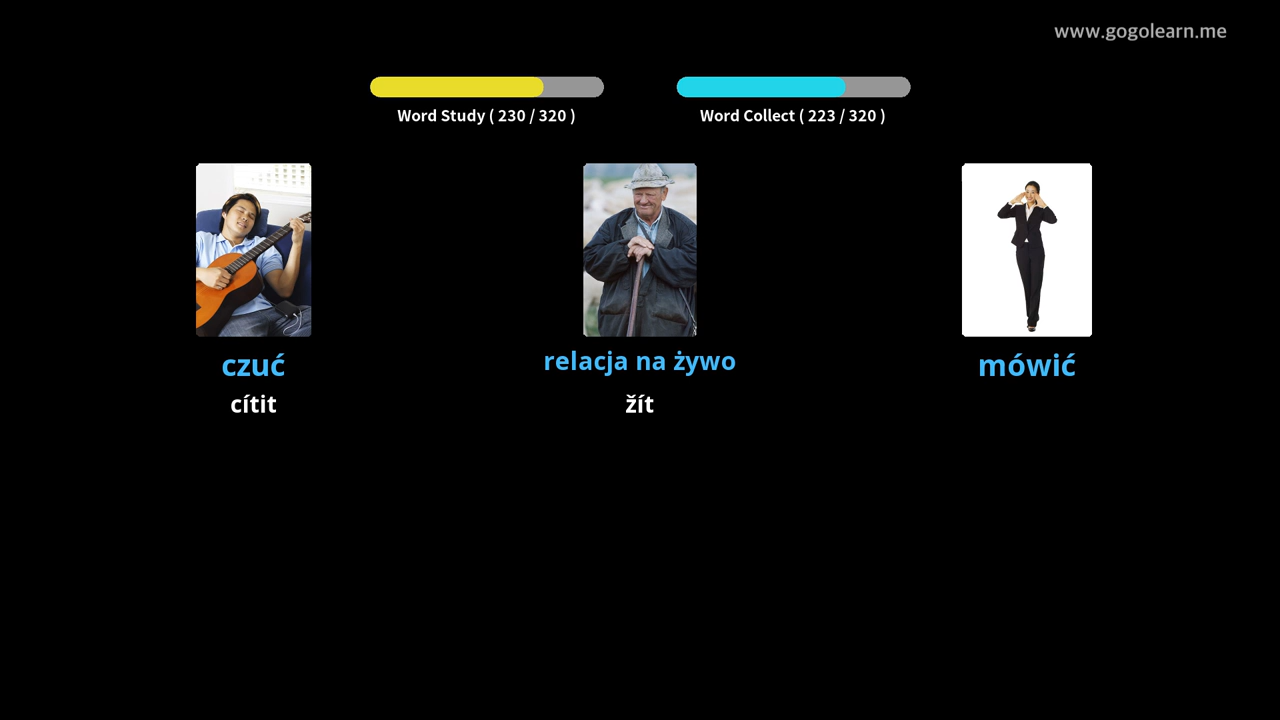 www.gogolearn.me
Word Study ( 230 / 320 )
Word Collect ( 223 / 320 )
czuć
relacja na żywo
mówić
cítit
žít